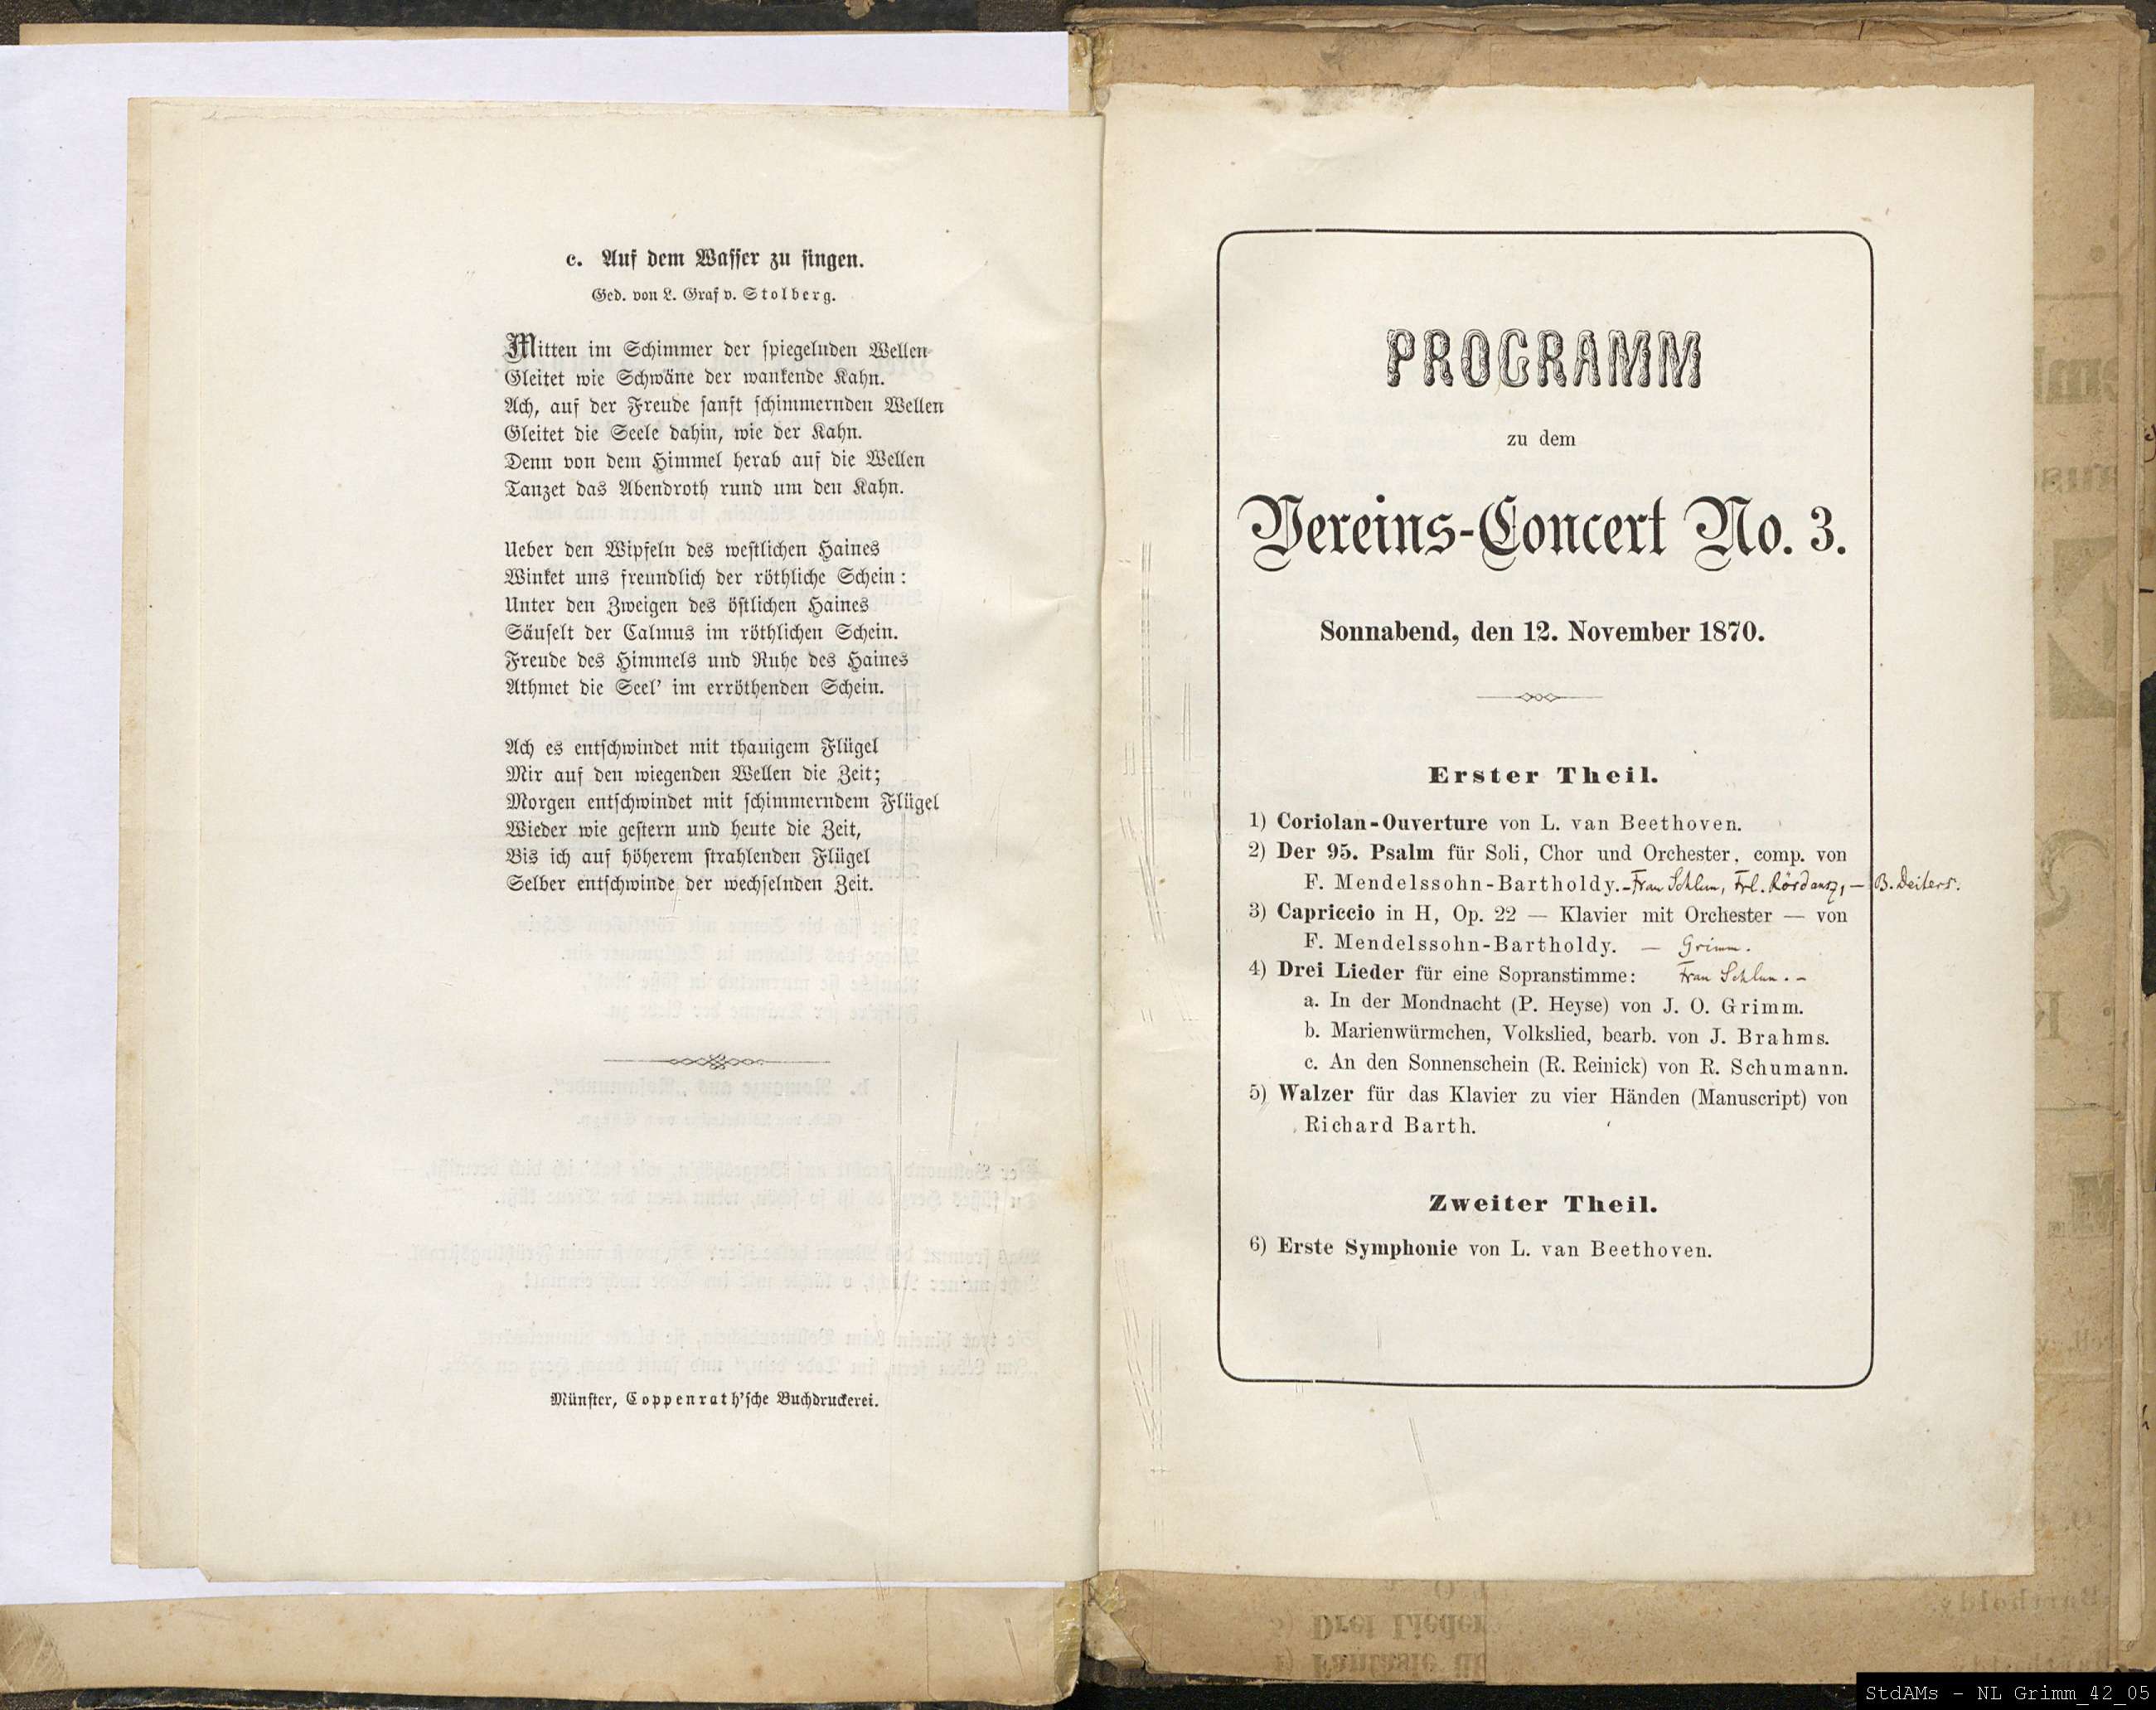 c. Auf dem Wasser zu singen.
Ged. von L. Graf v. Stolberg.
Mitten im Schimmer der spiegelnden Wellen
Gleitet wie Schwäne der wankende Kahn.
Ach, auf der Freude sanft schimmernden Wellen
Gleitet die Seele dahin, wie der Kahn.
Denn von dem Himmel herab auf die Wellen
Tanzet das Abendroth rund um den Kahn.
Ueber den Wipfeln des westlichen Haines
Winket uns freundlich der röthliche Schein:
Unter den Zweigen des östlichen Haines
Säuselt der Calmus im röthlichen Schein.
Freude des Himmels und Ruhe des Haines
Athmet die Seel' im erröthenden Schein.
Ach es entschwindet mit thauigem Flügel
Mir auf den wiegenden Wellen die Zeit;
Morgen entschwindet mit schimmerndem Flügel
Wieder wie gestern und heute die Zeit,
Bis ich auf höherem strahlenden Flügel
Selber entschwinde der wechselnden Zeit.
Münster, Coppenrath'sche Buchdruckerei.
PROGRAMM
zu dem
Vereins-Concert No. 3.
Sonnabend, den 12. November 1870.
Erster Theil.
1) Coriolan-Ouverture von L. van Beethoven.
2) Der 95. Psalm für Soli, Chor und Orchester, comp. von
F. Mendelssohn-Bartholdy. - Frau Schlun, Frl. Rördansz, — B. Deiters.
3) Capriccio in H, Op. 22 — Klavier mit Orchester — von
F. Mendelssohn-Bartholdy. — Grimm.
4) Drei Lieder für eine Sopranstimme: Frau Schlun. -
a. In der Mondnacht (P. Heyse) von J. O. Grimm.
b. Marienwürmchen, Volkslied, bearb. von J. Brahms.
c. An den Sonnenschein (R. Reinick) von R. Schumann.
5) Walzer für das Klavier zu vier Händen (Manuscript) von
Richard Barth.
Zweiter Theil.
6) Erste Symphonie von L. van Beethoven.
3) Drei Lieder
4) Fantasie üb
StdAMs - NL Grimm_42_05